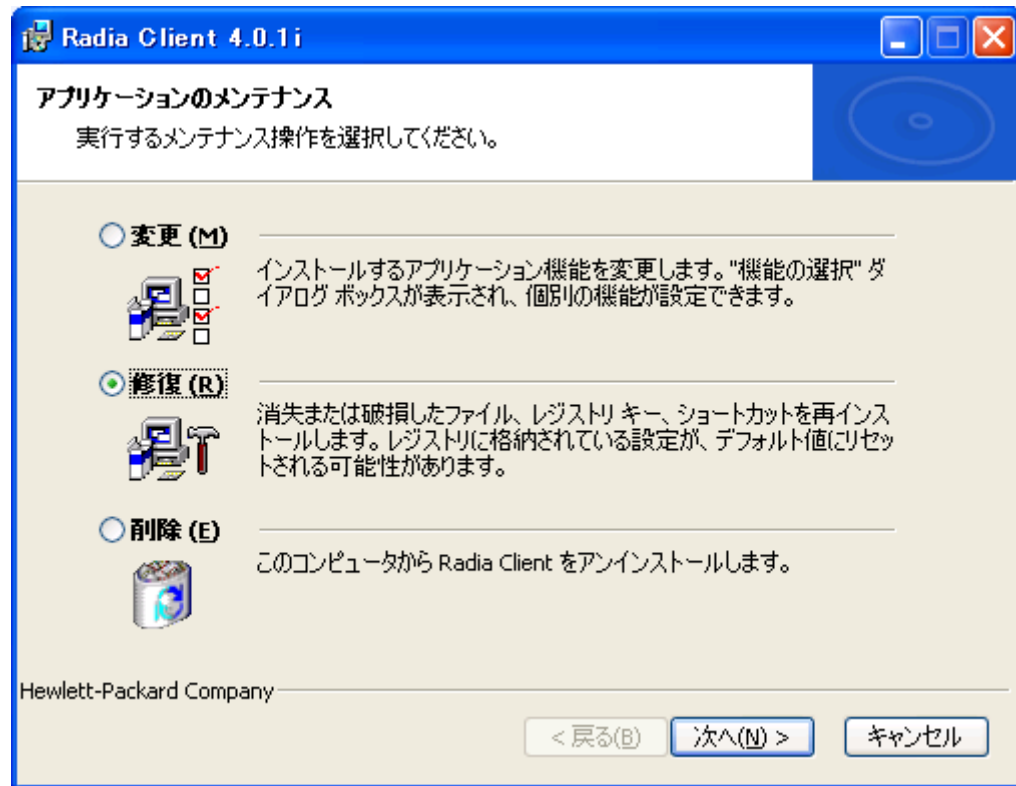 Radia Client 4.0.1i
アプリケーションのメンテナンス
実行するメンテナンス操作を選択してください。
変更 (M)
インストールするアプリケーション機能を変更します。"機能の選択" ダ
イアログ ボックスが表示され、個別の機能が設定できます。
修復 (R)
消失または破損したファイル、レジストリ キー、ショートカットを再インス
トールします。レジストリに格納されている設定が、デフォルト値にリセッ
トされる可能性があります。
削除 (E)
このコンピュータから Radia Client をアンインストールします。
Hewlett-Packard Company
< 戻る(B) 次へ(N) > キャンセル